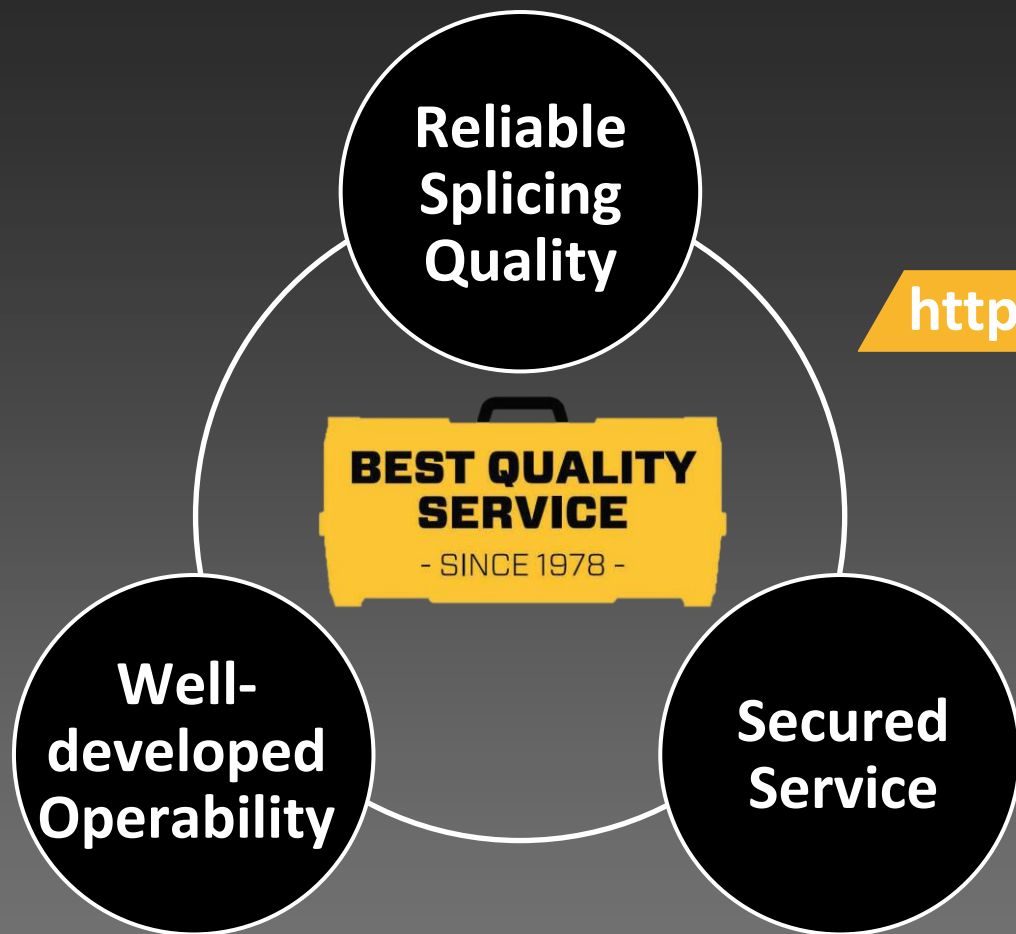 Reliable
Splicing
Quality
http
BEST QUALITY
SERVICE
- SINCE 1978 -
Well-
developed
Operability
Secured
Service